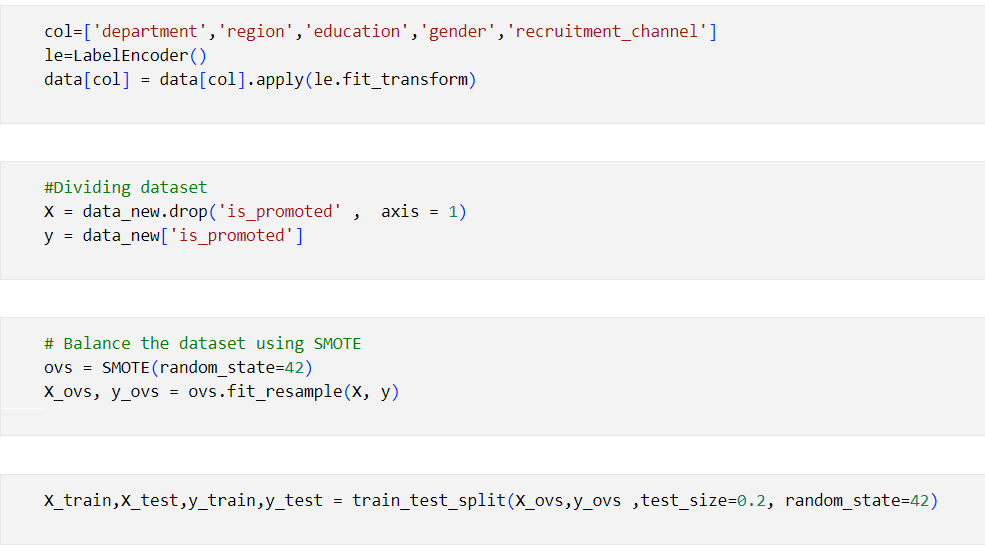 col=['department','region','education','gender','recruitment_channel']
le=LabelEncoder()
data[col] = data[col].apply(le.fit_transform)
#Dividing dataset
X = data_new.drop('is_promoted' ,  axis = 1)
y = data_new['is_promoted']
# Balance the dataset using SMOTE
ovs = SMOTE(random_state=42)
X_ovs, y_ovs = ovs.fit_resample(X, y)
X_train,X_test,y_train,y_test = train_test_split(X_ovs,y_ovs ,test_size=0.2, random_state=42)